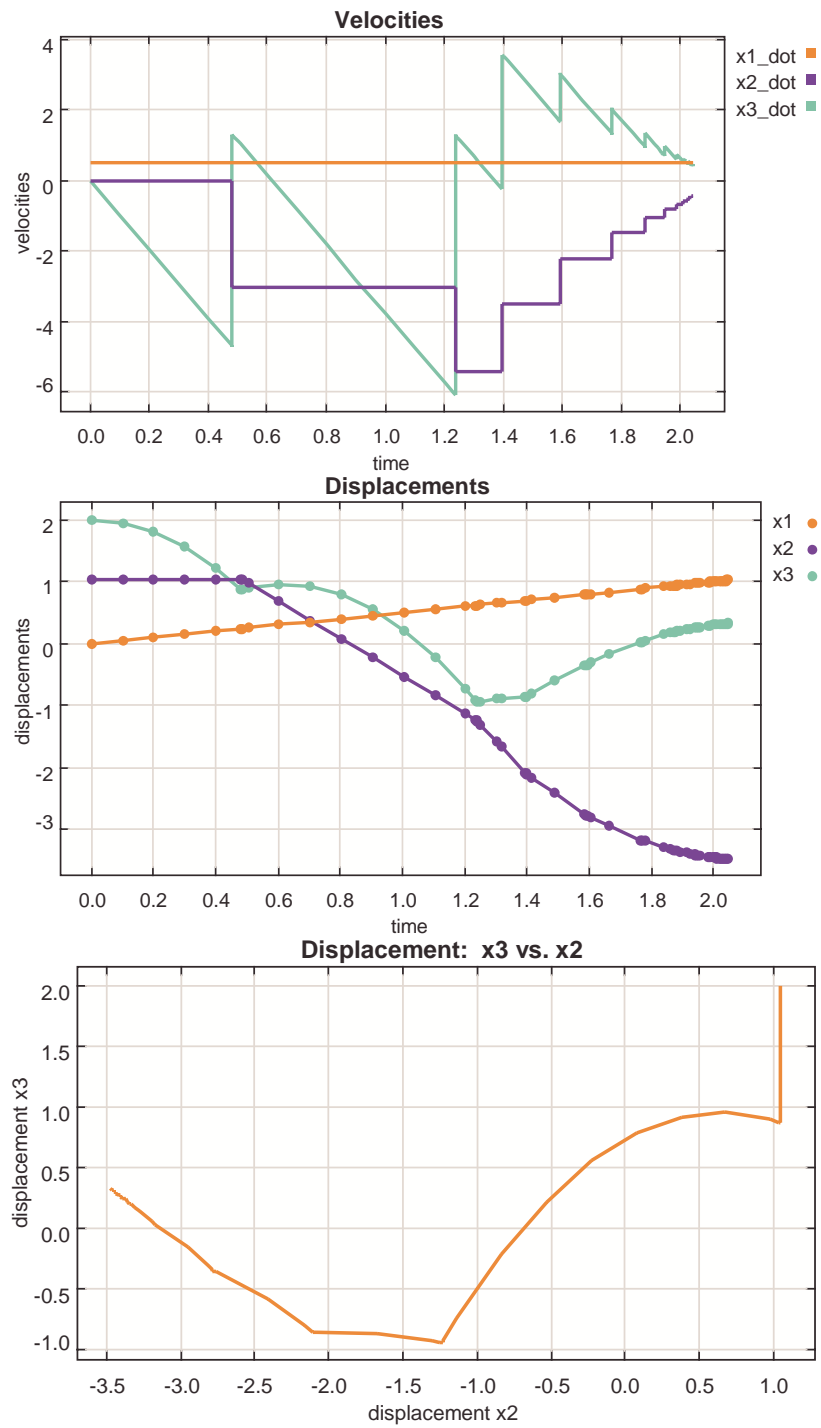 Velocities
4
2
0
-2
-4
-6
velocities
x1_dot
x2_dot
x3_dot
0.0 0.2 0.4 0.6 0.8 1.0 1.2 1.4 1.6 1.8 2.0
time
Displacements
2
1
0
-1
-2
-3
displacements
x1
x2
x3
0.0 0.2 0.4 0.6 0.8 1.0 1.2 1.4 1.6 1.8 2.0
time
Displacement: x3 vs. x2
2.0
1.5
1.0
0.5
0.0
-0.5
-1.0
displacement x3
-3.5 -3.0 -2.5 -2.0 -1.5 -1.0 -0.5 0.0 0.5 1.0
displacement x2